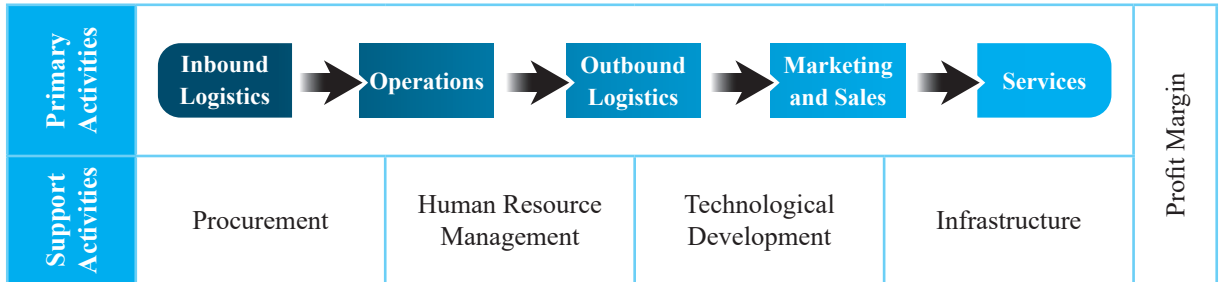 Primary
Activities
Inbound
Logistics
Operations
Outbound
Logistics
Marketing
and Sales
Services
Profit Margin
Support
Activities
Procurement
Human Resource
Management
Technological
Development
Infrastructure